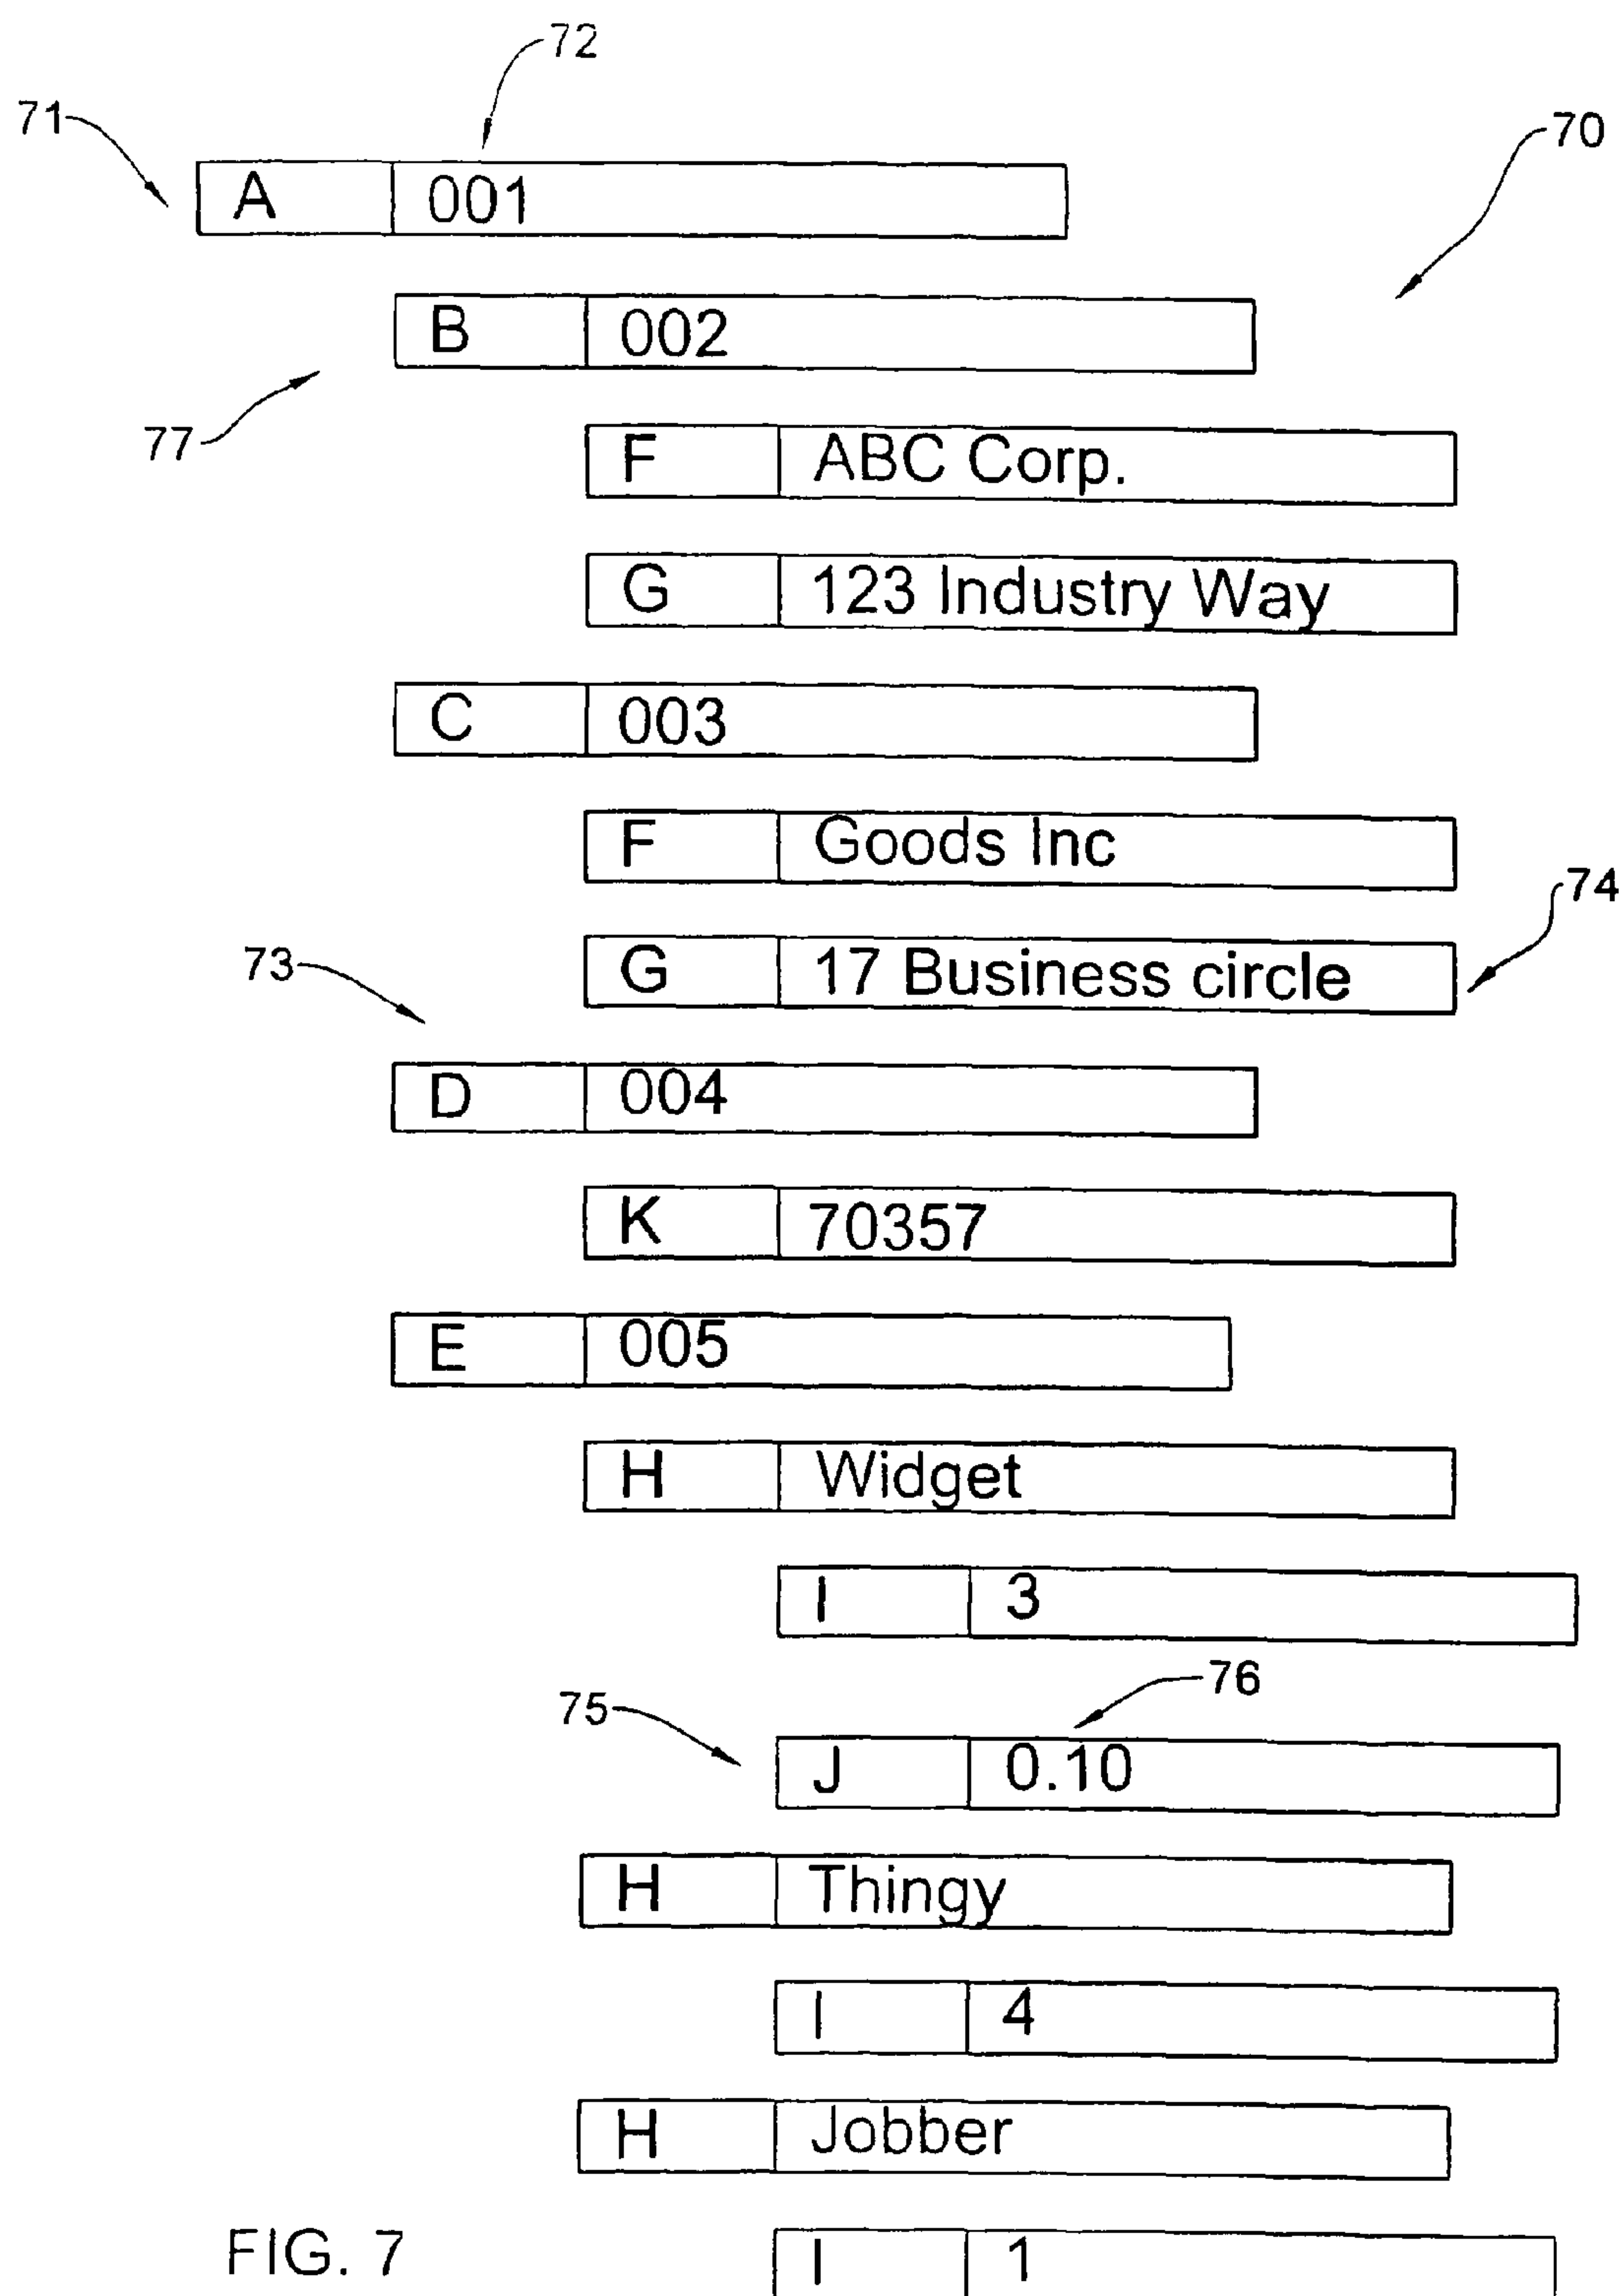 72
71
70
A 001
B 002
77
F ABC Corp.
G 123 Industry Way
C 003
F Goods Inc
74
G 17 Business circle
73
D 004
K 70357
E 005
H Widget
I 3
76
75
J 0.10
H Thingy
I 4
H Jobber
I 1
FIG. 7